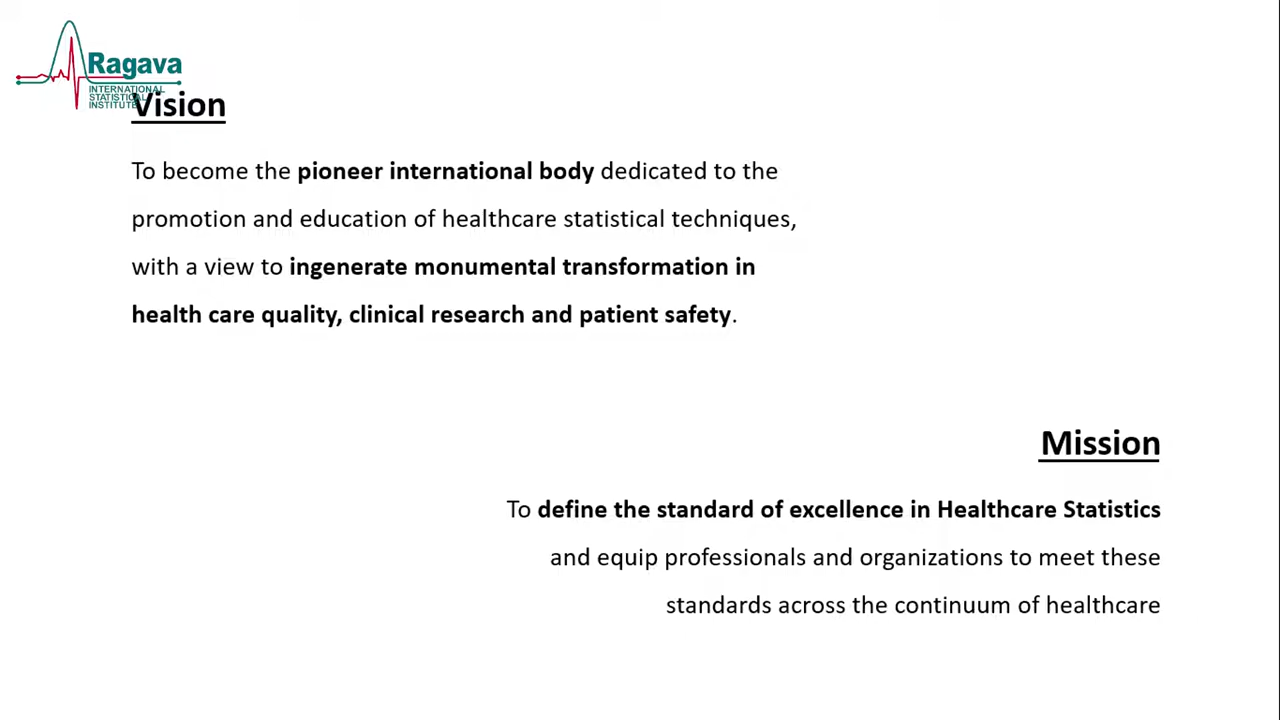 Ragava
INTERNATIONAL
STATISTICAL
INSTITUTE
Vision
To become the pioneer international body dedicated to the
promotion and education of healthcare statistical techniques,
with a view to ingenerate monumental transformation in
health care quality, clinical research and patient safety.
Mission
To define the standard of excellence in Healthcare Statistics
and equip professionals and organizations to meet these
standards across the continuum of healthcare